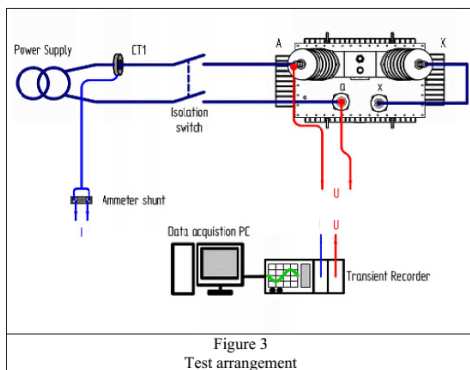 Power Supply
CT1
A
X
a
x
Isolation
switch
Ammeter shunt
I
U
I U
Data acquistion PC
Transient Recorder
Figure 3
Test arrangement